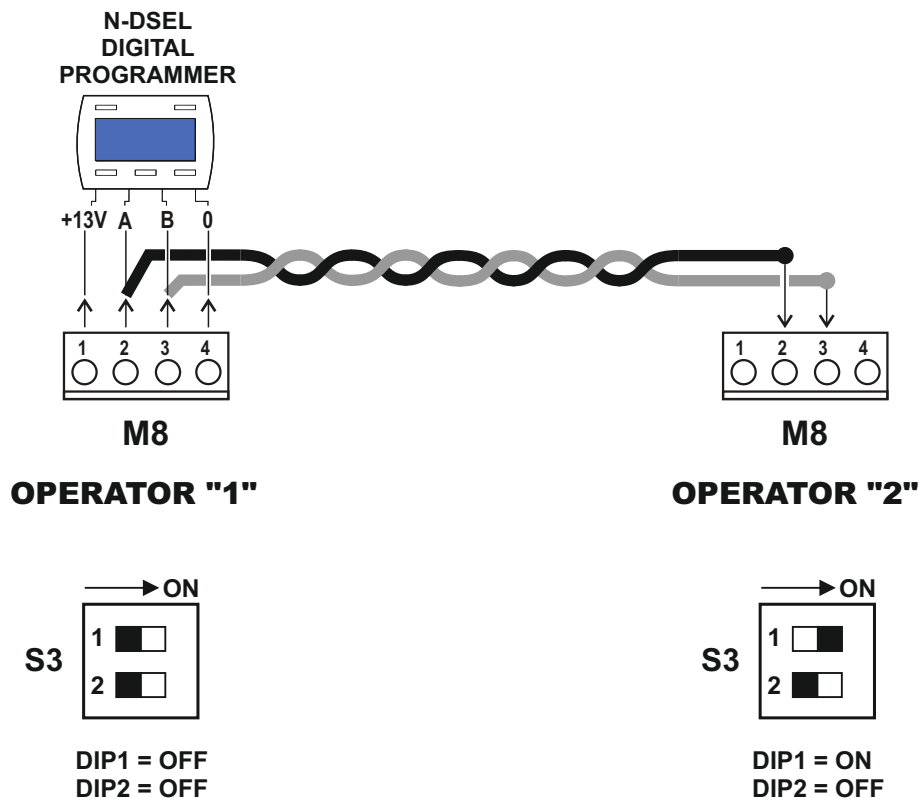 N-DSEL
DIGITAL
PROGRAMMER
+13V A B 0
1 2 3 4
1 2 3 4
M8
M8
OPERATOR "1"
OPERATOR "2"
ON
ON
S3
1
2
S3
1
2
DIP1 = OFF
DIP2 = OFF
DIP1 = ON
DIP2 = OFF